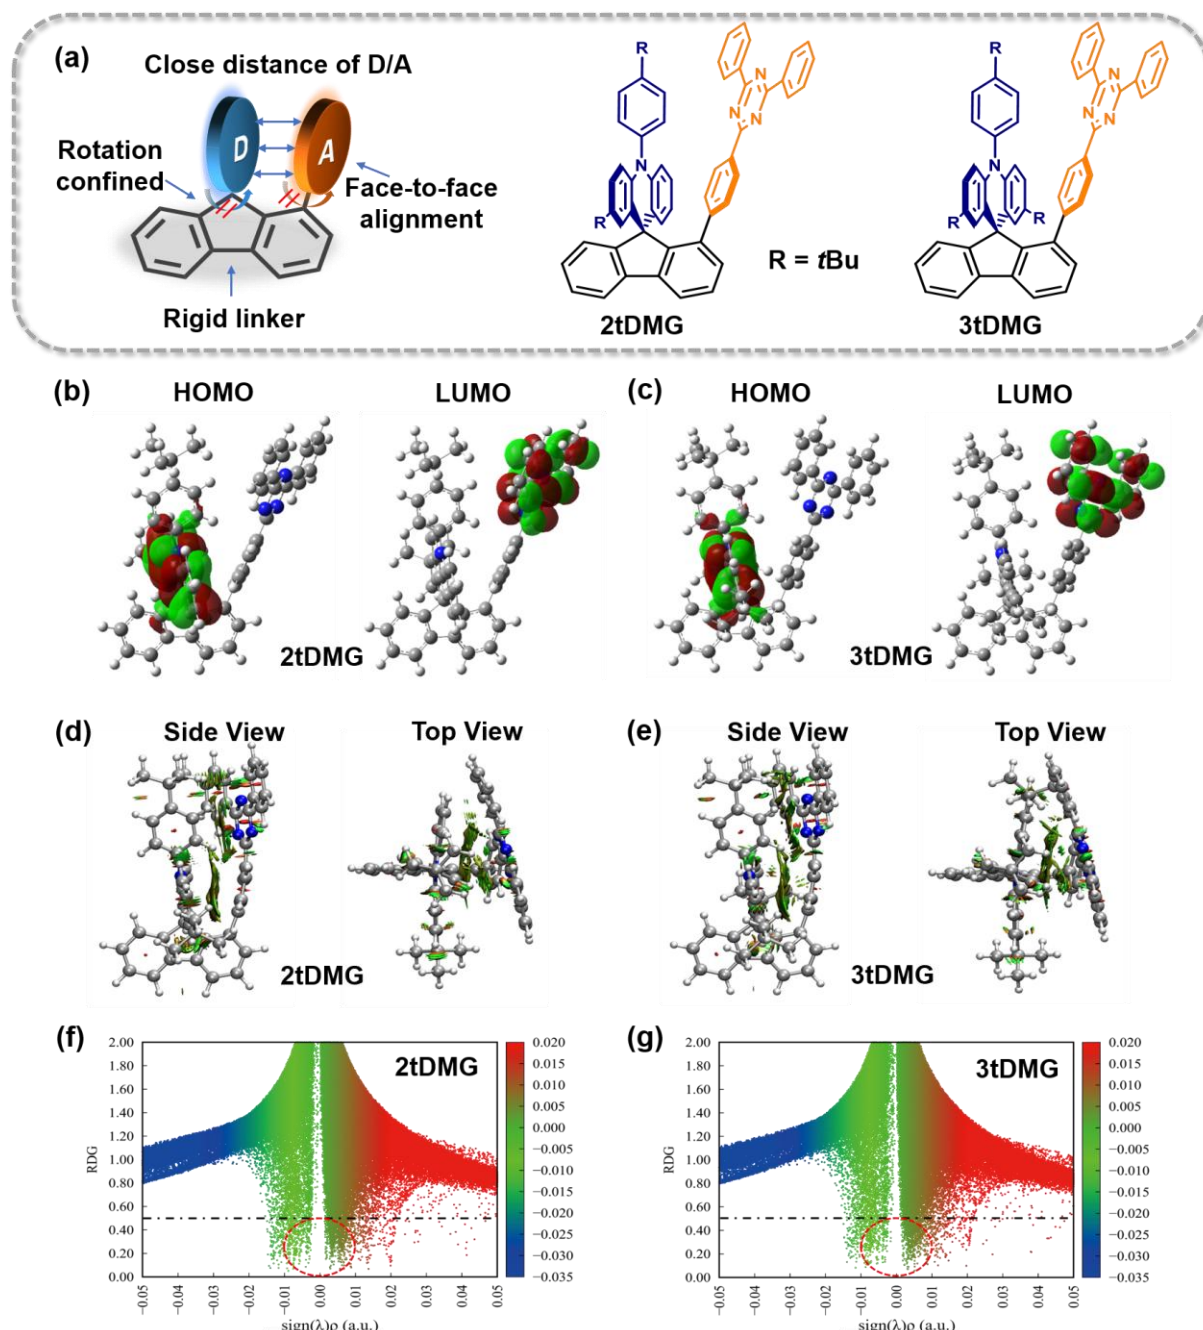 (a)
Close distance of D/A
D
A
Rotation
confined
Face-to-face
alignment
Rigid linker
R
N
R
N
N
N
2tDMG
R = tBu
R
N
R
R
N
N
N
3tDMG
(b)
HOMO
LUMO
2tDMG
(c)
HOMO
LUMO
3tDMG
(d)
Side View
Top View
2tDMG
(e)
Side View
Top View
3tDMG
(f)
2tDMG
RDG
2.00
1.80
1.60
1.40
1.20
1.00
0.80
0.60
0.40
0.20
0.00
-0.05
-0.04
-0.03
-0.02
-0.01
0.00
0.01
0.02
0.03
0.04
0.05
sign(λ)ρ (a.u.)
0.020
0.015
0.010
0.005
0.000
-0.005
-0.010
-0.015
-0.020
-0.025
-0.030
-0.035
(g)
3tDMG
RDG
2.00
1.80
1.60
1.40
1.20
1.00
0.80
0.60
0.40
0.20
0.00
-0.05
-0.04
-0.03
-0.02
-0.01
0.00
0.01
0.02
0.03
0.04
0.05
sign(λ)ρ (a.u.)
0.020
0.015
0.010
0.005
0.000
-0.005
-0.010
-0.015
-0.020
-0.025
-0.030
-0.035